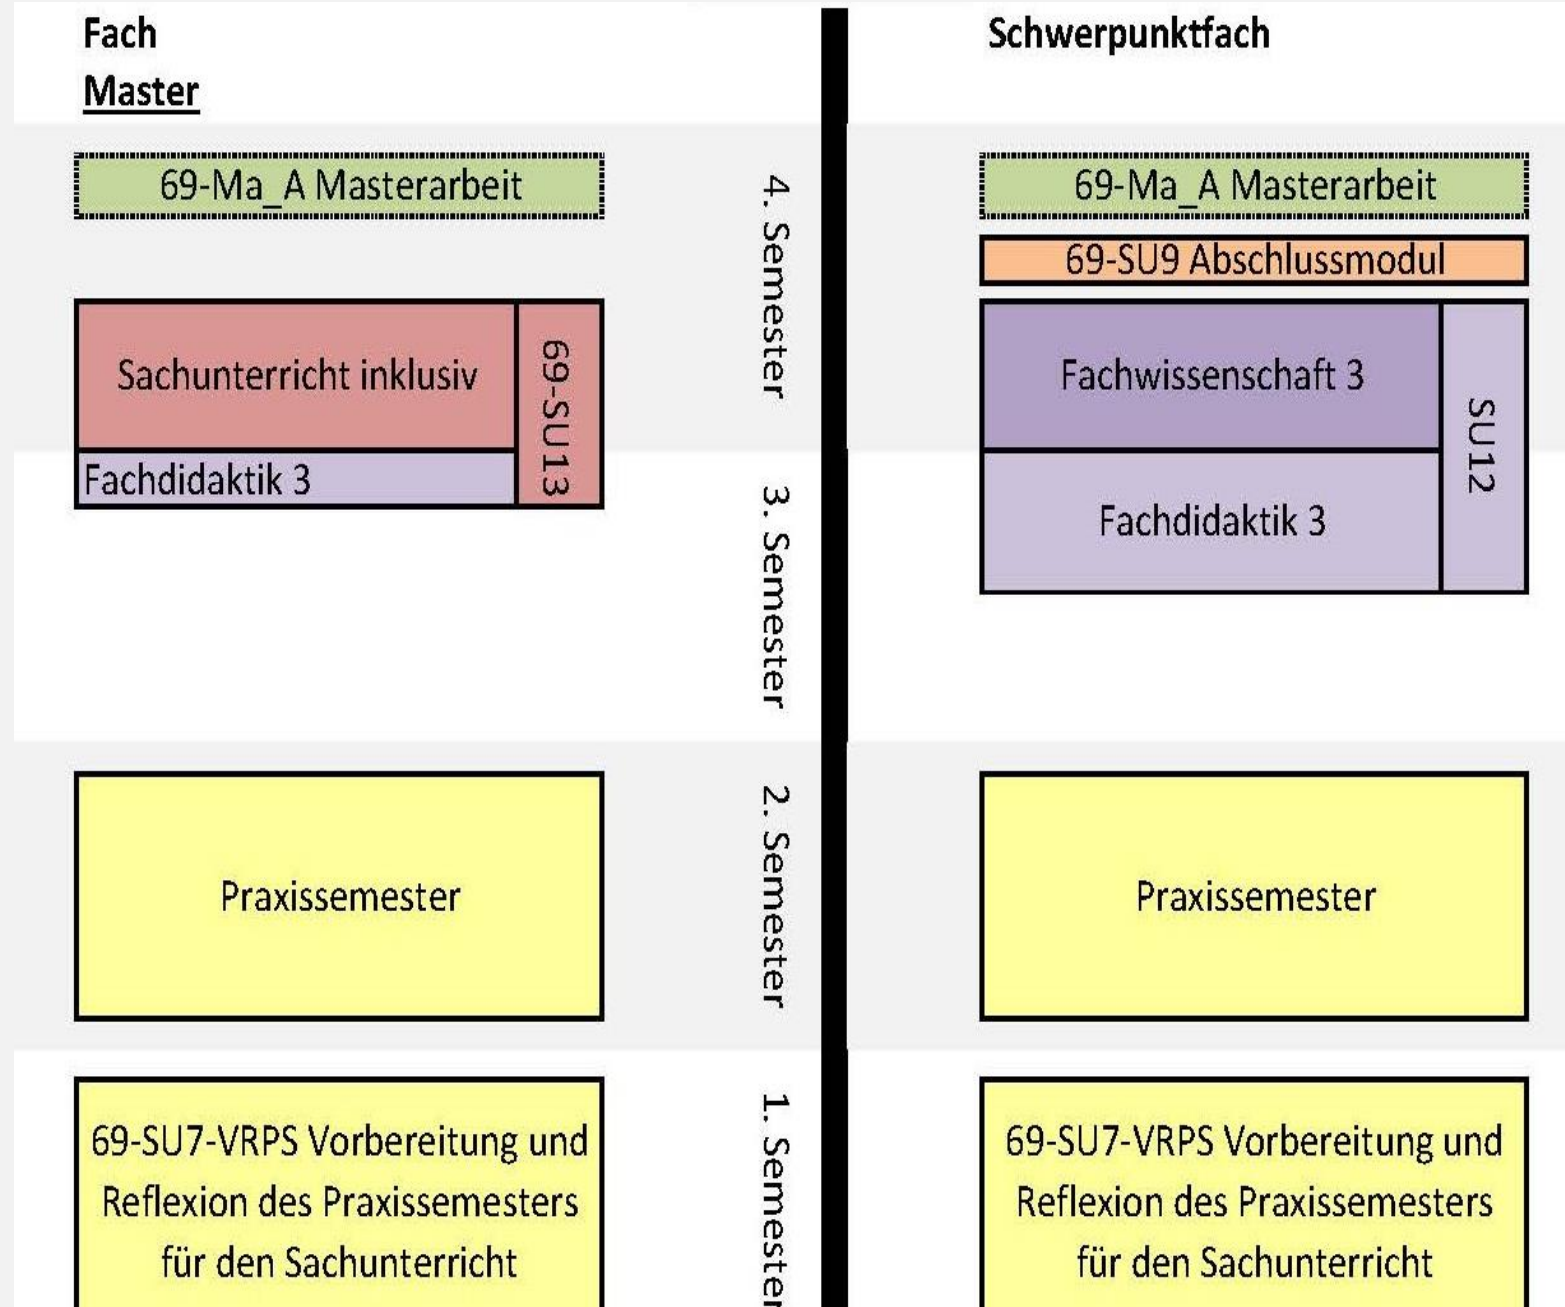 Fach
Master
69-Ma_A Masterarbeit
Sachunterricht inklusiv
Fachdidaktik 3
69-SU13
4. Semester
3. Semester
Praxissemester
2. Semester
69-SU7-VRPS Vorbereitung und
Reflexion des Praxissemesters
für den Sachunterricht
1. Semester
Schwerpunktfach
69-Ma_A Masterarbeit
69-SU9 Abschlussmodul
Fachwissenschaft 3
Fachdidaktik 3
SU12
Praxissemester
69-SU7-VRPS Vorbereitung und
Reflexion des Praxissemesters
für den Sachunterricht